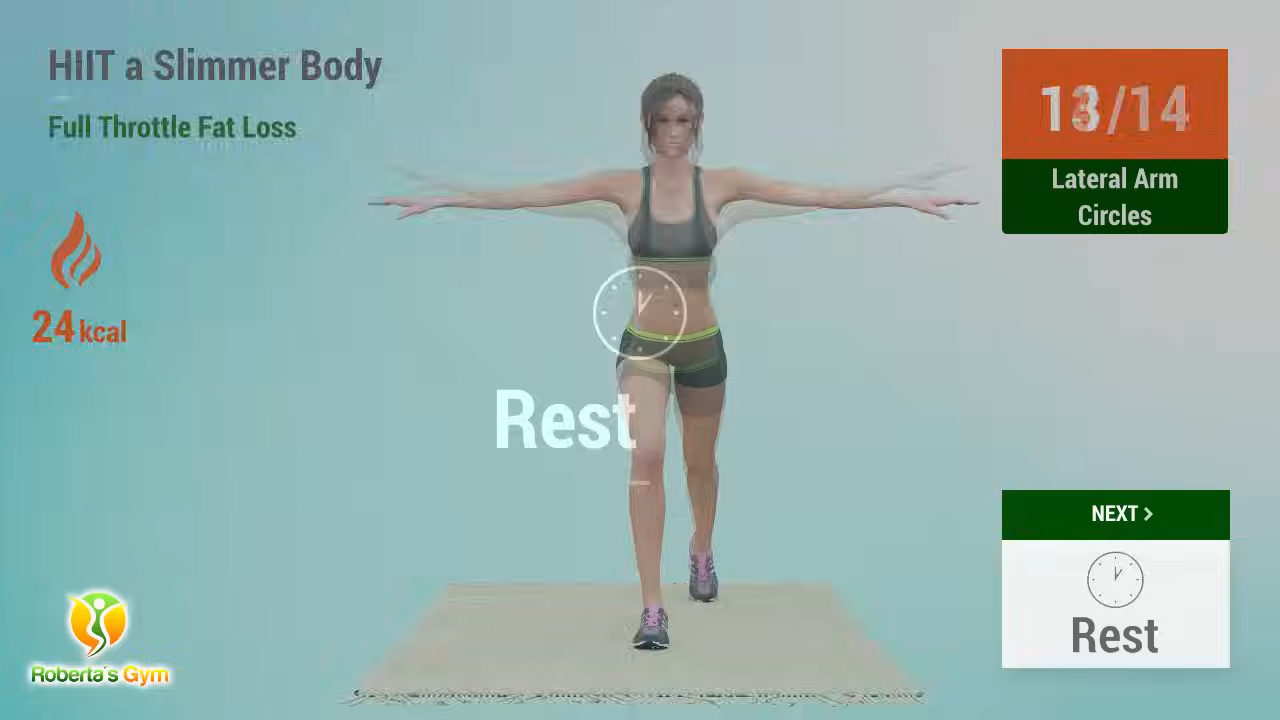 HIIT a Slimmer Body
Full Throttle Fat Loss
13/14
Lateral Arm
Circles
24 kcal
Rest
NEXT >
Rest
Roberta's Gym